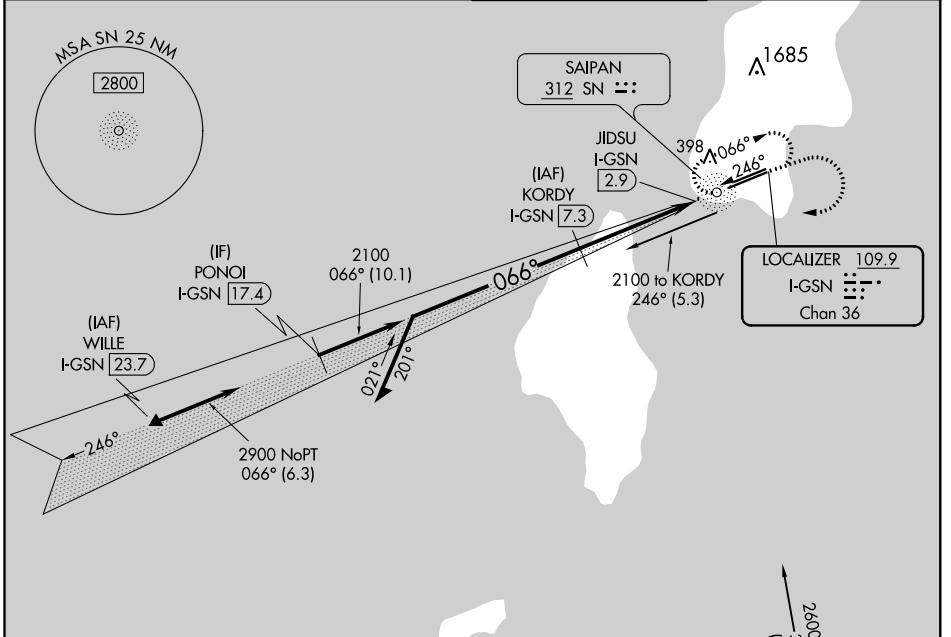 MSA SN 25 NM
2800
SAIPAN
312 SN
1685
JIDSU
I-GSN
2.9
398
066°
246°
(IAF)
KORDY
I-GSN 7.3
(IF)
PONOI
I-GSN 17.4
2100
066° (10.1)
066°
2100 to KORDY
246° (5.3)
LOCALIZER 109.9
I-GSN
Chan 36
(IAF)
WILLE
I-GSN 23.7
021°
201°
246°
2900 NoPT
066° (6.3)
2600